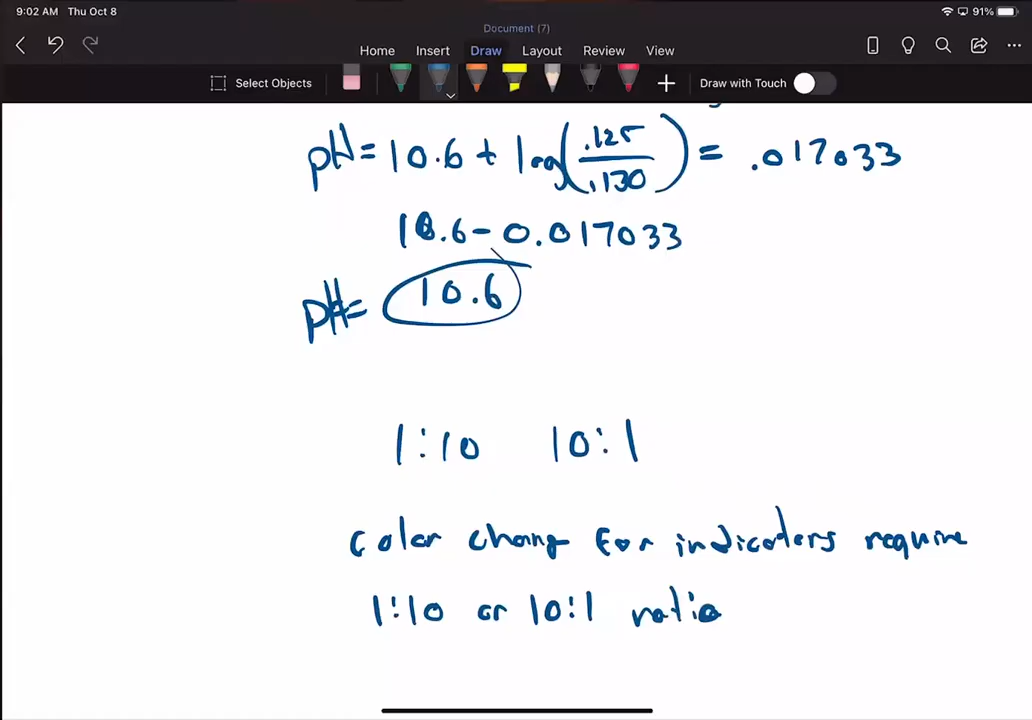 9:02 AM Thu Oct 8
91%
Document (7)
Home Insert Draw Layout Review View
Select Objects
Draw with Touch
pH = 10.6 + log(.125/.130) = .017033
10.6 - 0.017033
pH = 10.6
1:10 10:1
Color change for indicators require
1:10 or 10:1 ratio